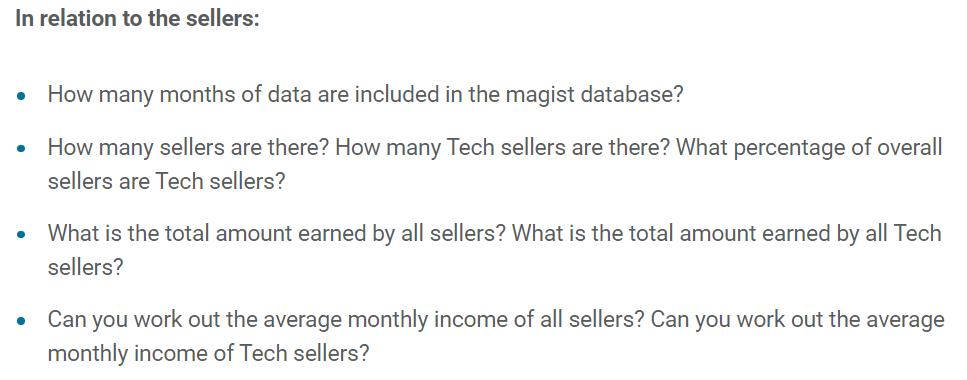 In relation to the sellers:
• How many months of data are included in the magist database?
• How many sellers are there? How many Tech sellers are there? What percentage of overall
sellers are Tech sellers?
• What is the total amount earned by all sellers? What is the total amount earned by all Tech
sellers?
• Can you work out the average monthly income of all sellers? Can you work out the average
monthly income of Tech sellers?